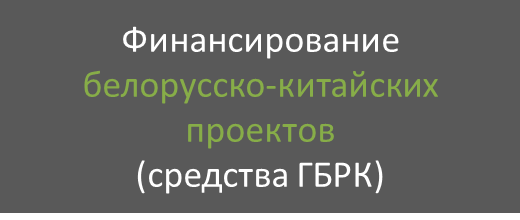 Финансирование
белорусско-китайских
проектов
(средства ГБРК)